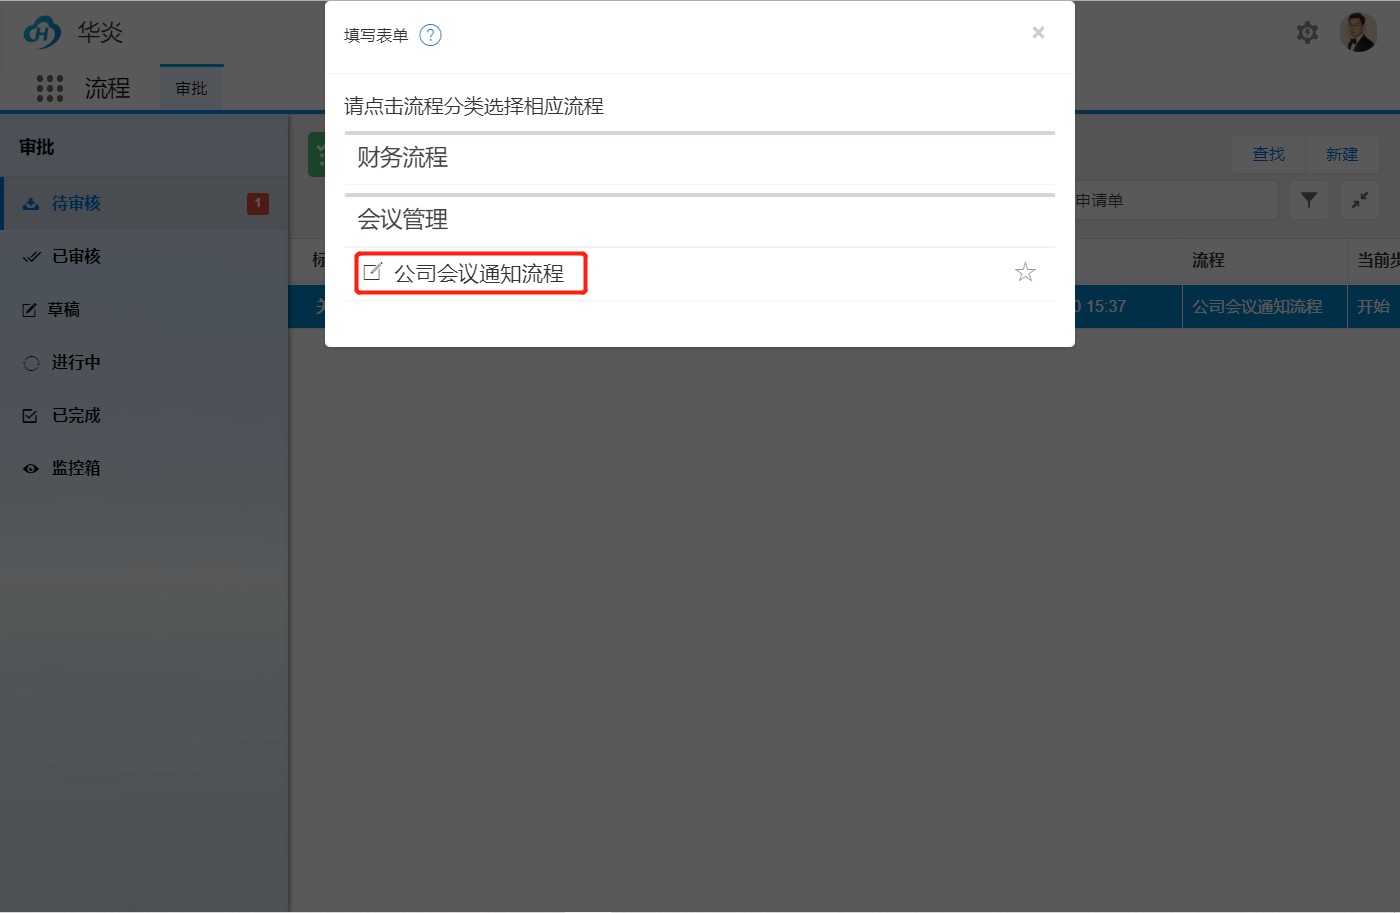 华炎
流程
审批
填写表单 ?
×
请点击流程分类选择相应流程
财务流程
会议管理
公司会议通知流程
审批
待审核 1
已审核
草稿
进行中
已完成
监控箱
查找
新建
申请单
标
流程
当前步
关
0 15:37
公司会议通知流程
开始